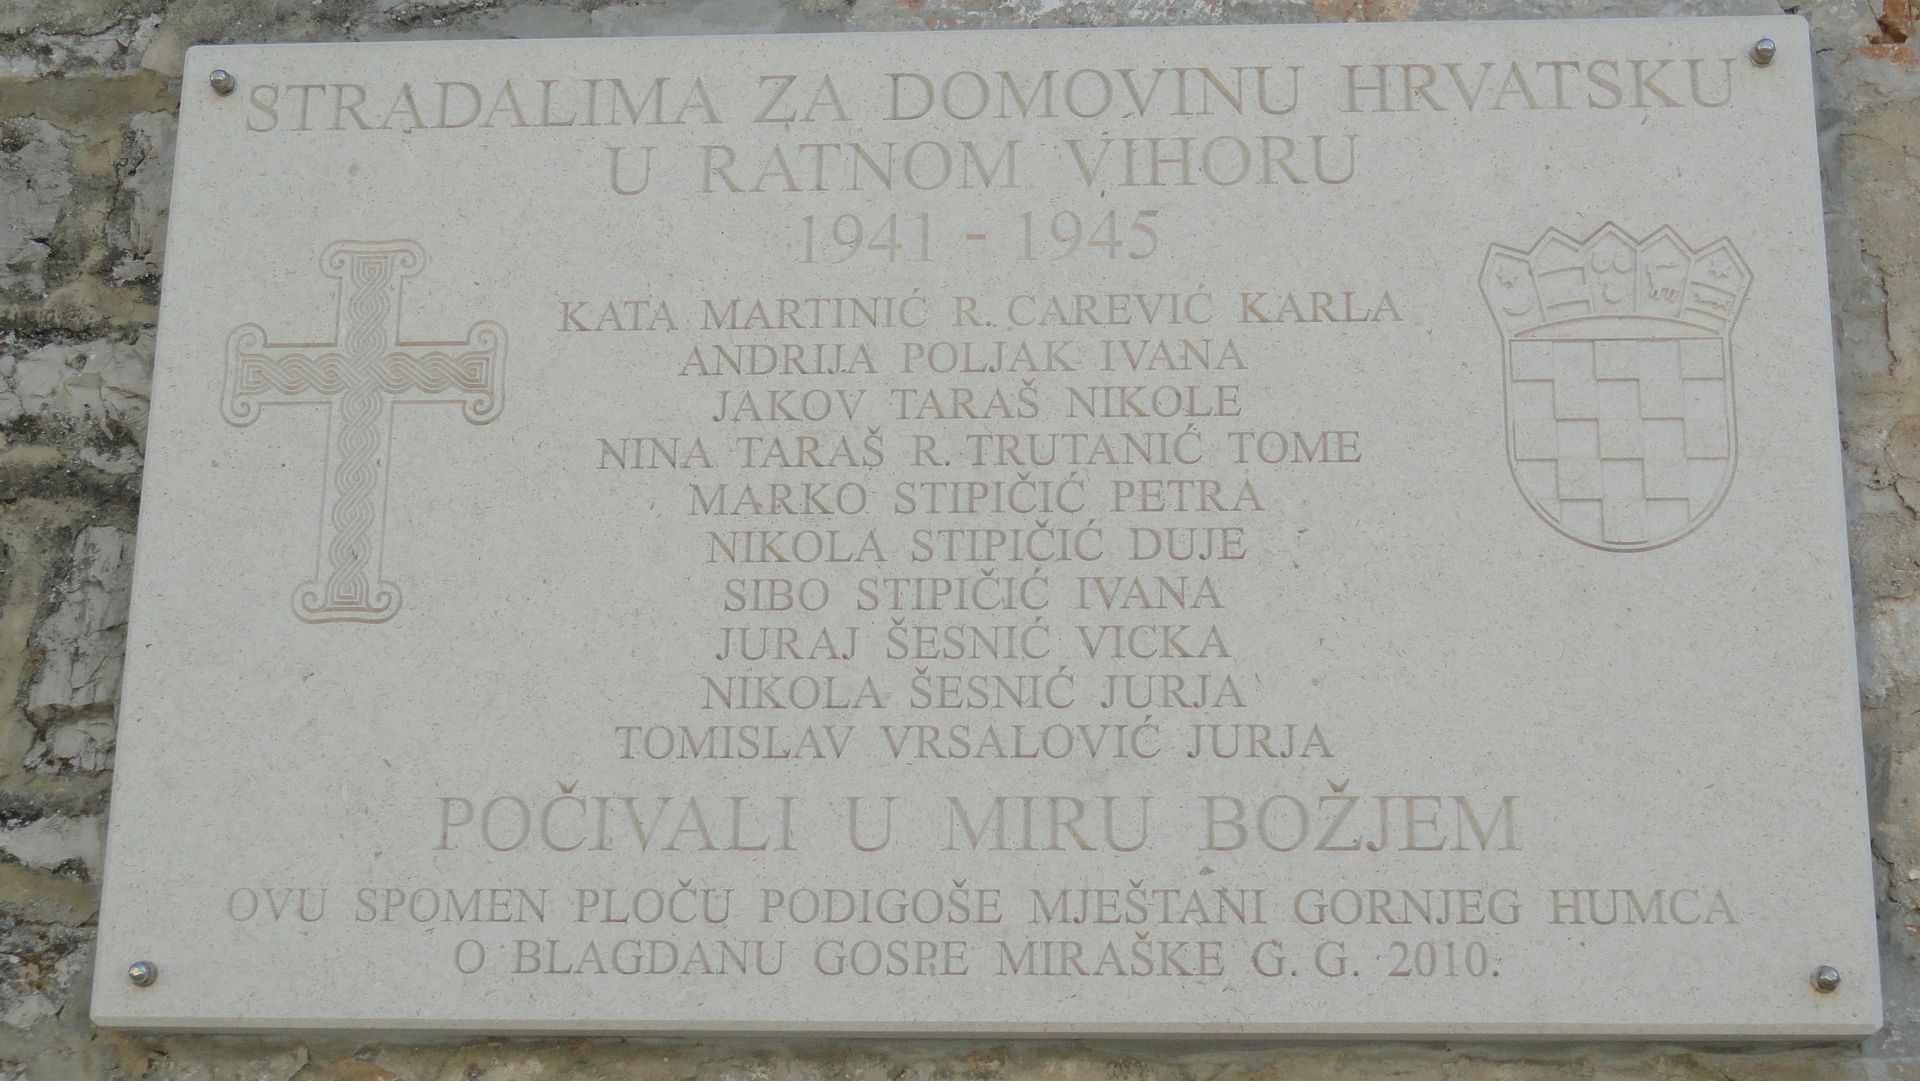 STRADALIMA ZA DOMOVINU HRVATSKU
U RATNOM VIHORU
1941 - 1945
KATA MARTINIĆ R. CAREVIĆ KARLA
ANDRIJA POLJAK IVANA
JAKOV TARAŠ NIKOLE
NINA TARAŠ R. TRUTANIĆ TOME
MARKO STIPIČIĆ PETRA
NIKOLA STIPIČIĆ DUJE
SIBO STIPIČIĆ IVANA
JURAJ ŠESNIĆ VICKA
NIKOLA ŠESNIĆ JURJA
TOMISLAV VRSALOVIĆ JURJA
POČIVALI U MIRU BOŽJEM
OVU SPOMEN PLOČU PODIGOŠE MJEŠTANI GORNJEG HUMCA
O BLAGDANU GOSPE MIRAŠKE G. G. 2010.